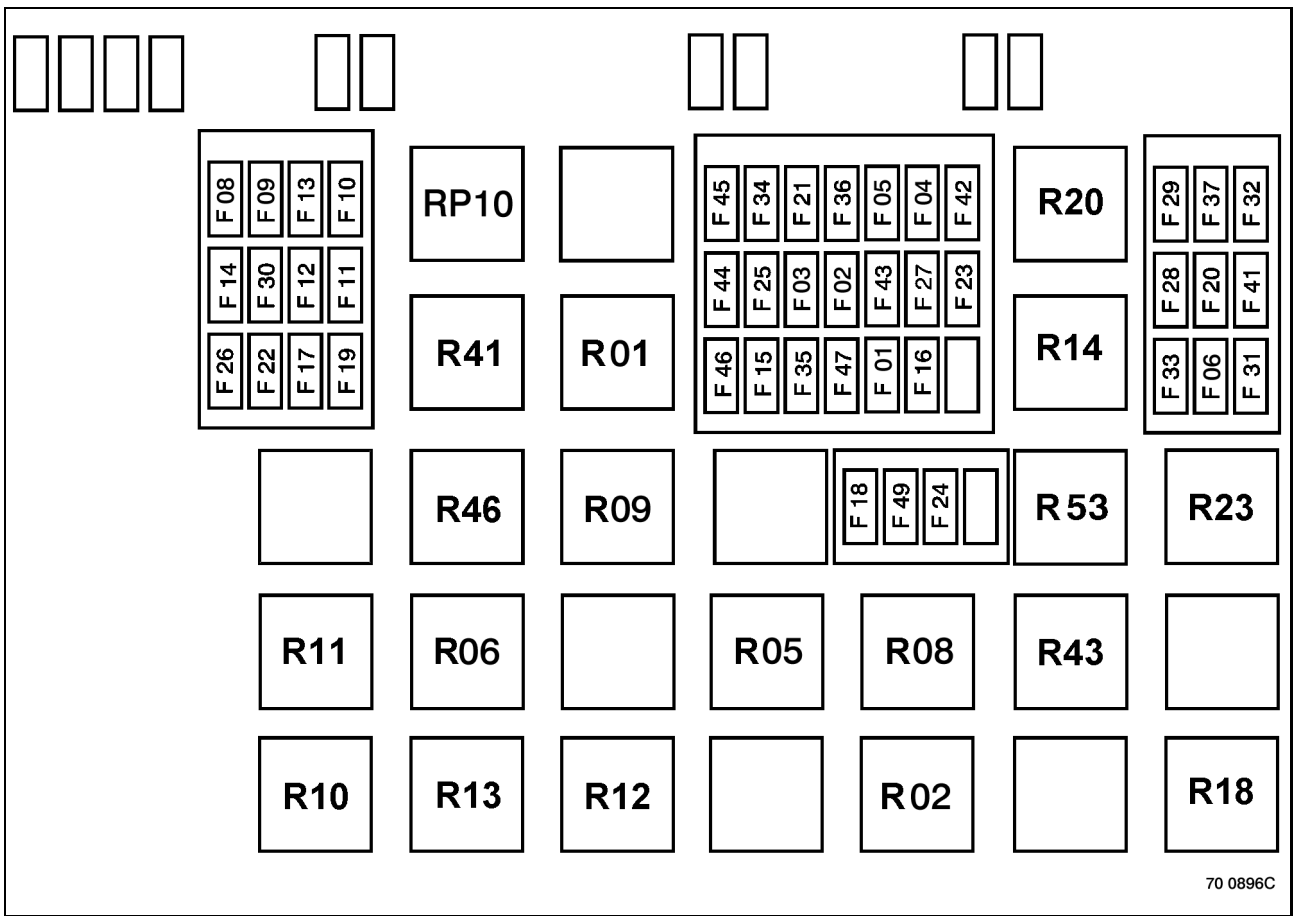 F 08 F 09 F 13 F 10
F 14 F 30 F 12 F 11
F 26 F 22 F 17 F 19
RP10
F 45 F 34 F 21 F 36 F 05 F 04 F 42
F 44 F 25 F 03 F 02 F 43 F 27 F 23
F 46 F 15 F 35 F 47 F 01 F 16
R20
F 29 F 37 F 32
F 28 F 20 F 41
F 33 F 06 F 31
R41 R01 R14
R46 R09 F 18 F 49 F 24 R 53 R23
R11 R06 R05 R08 R43
R10 R13 R12 R 02 R18
70 0896C